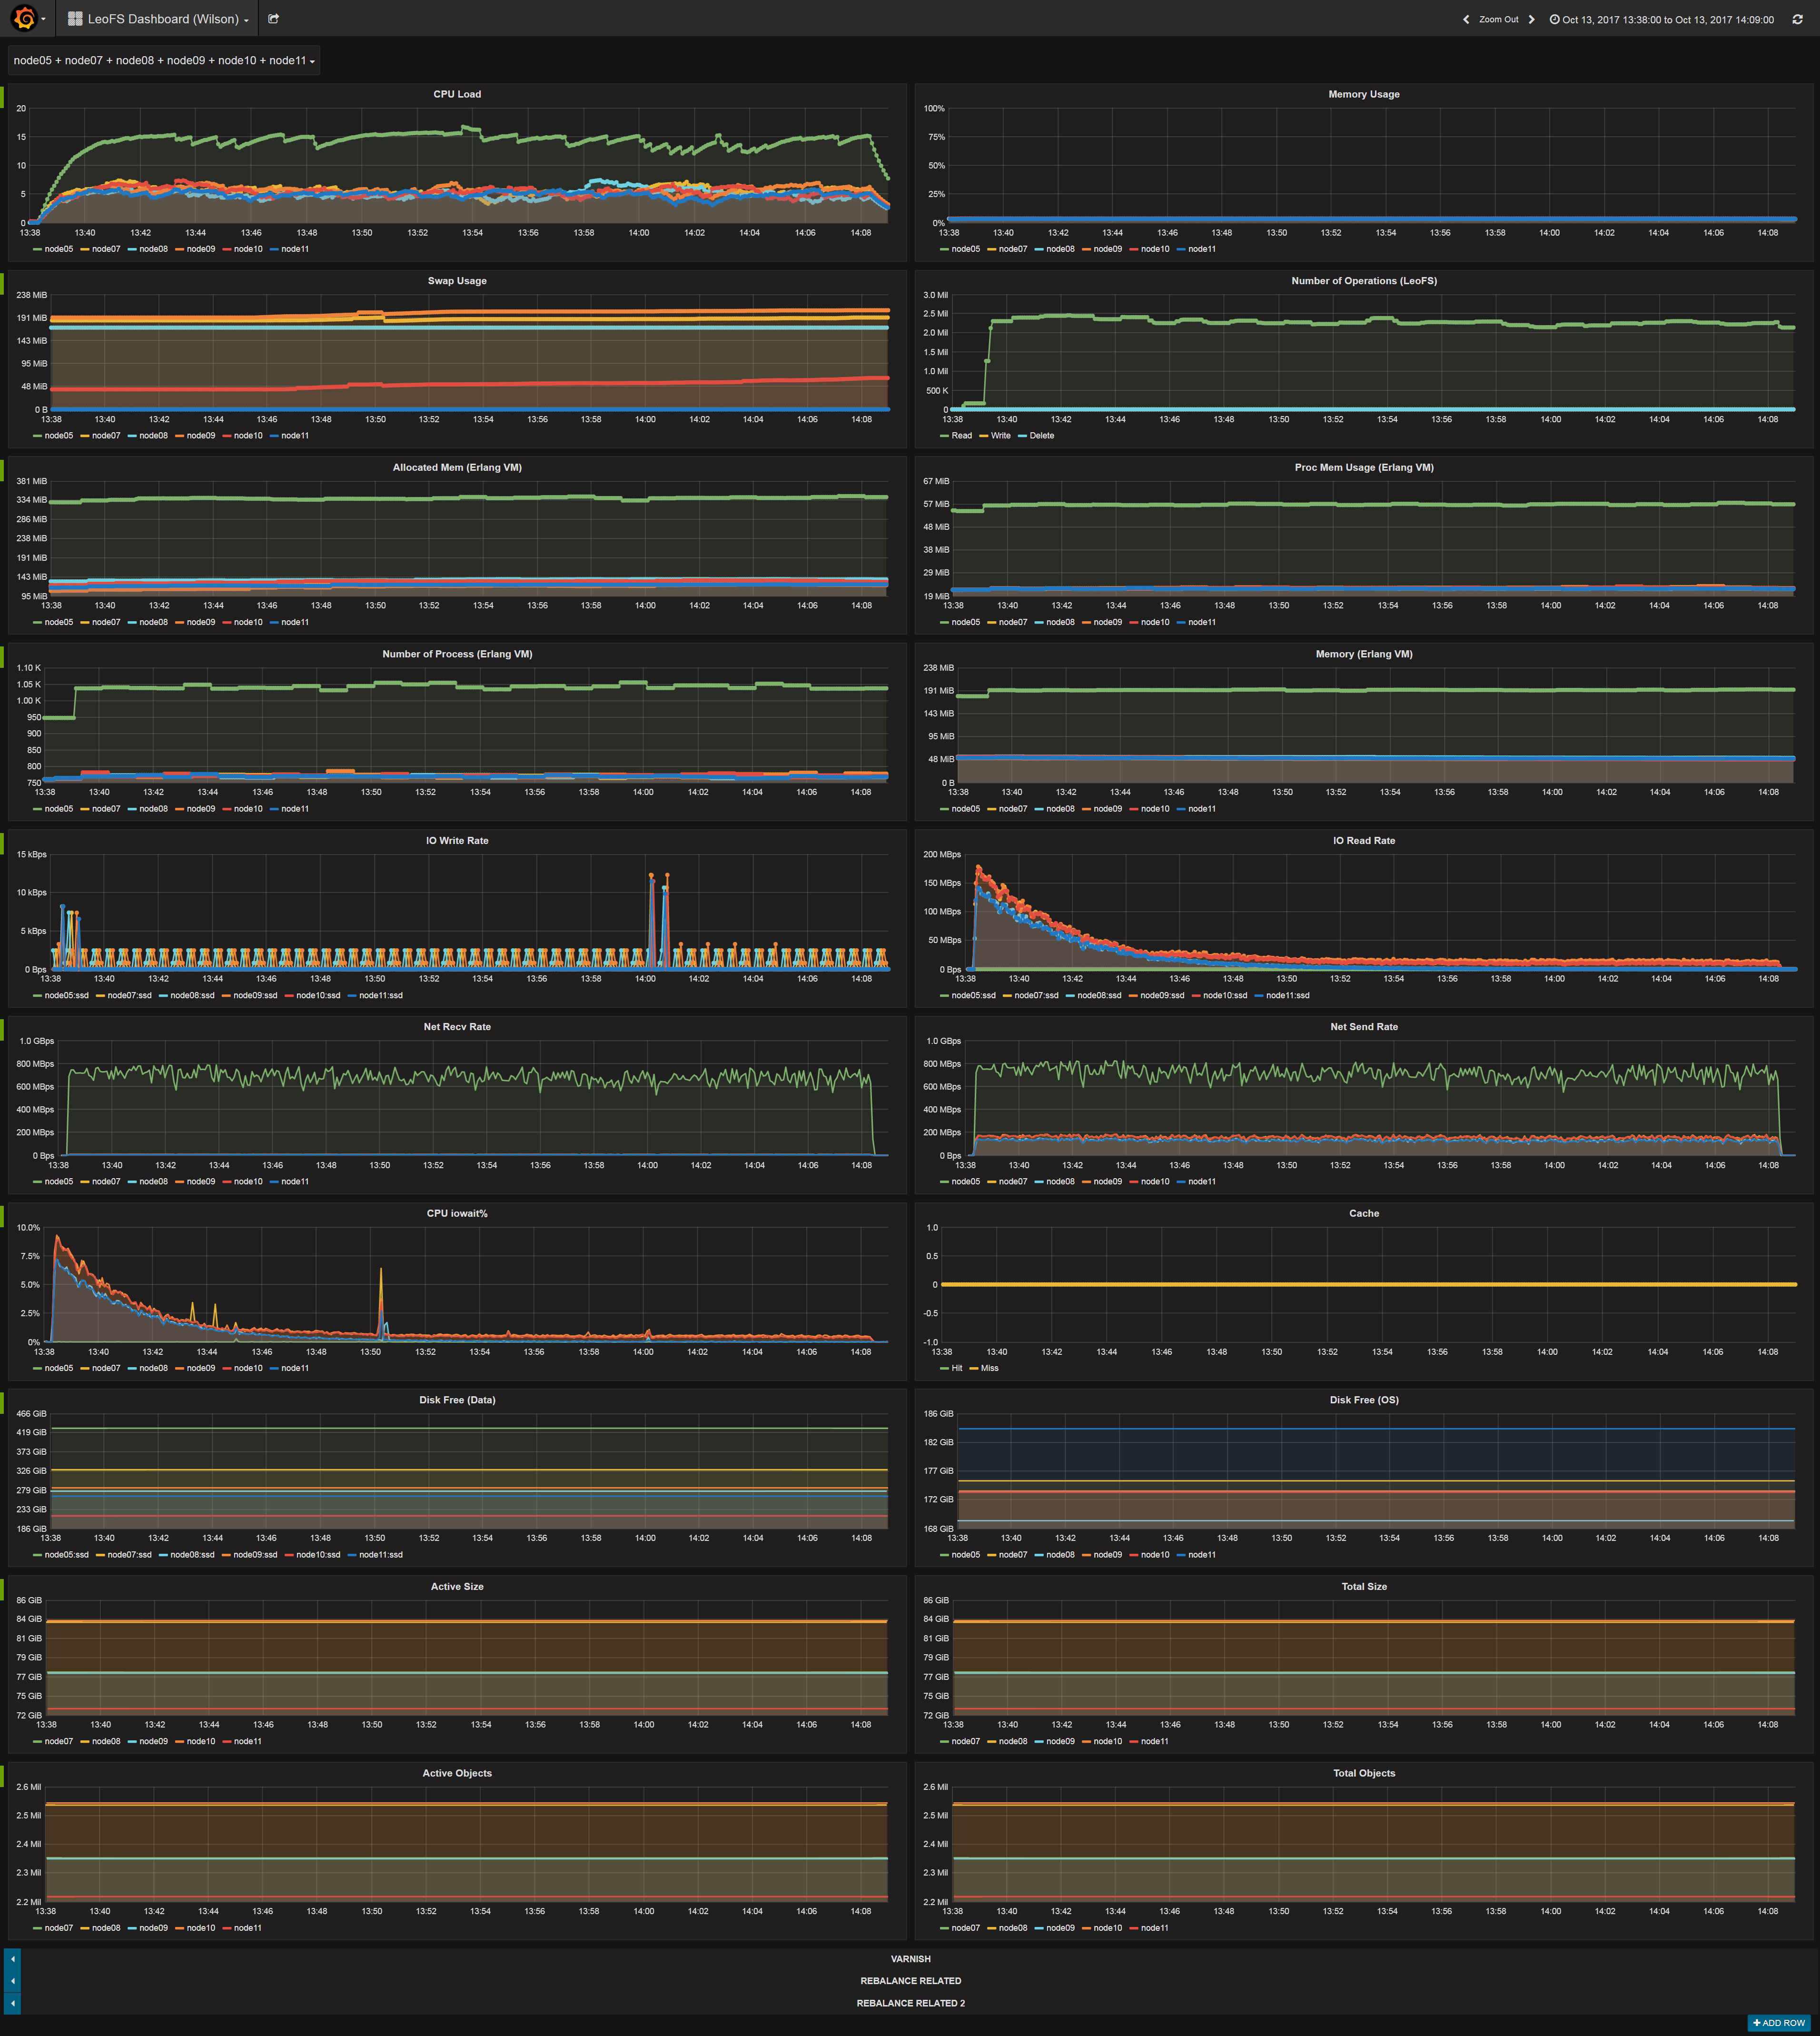 LeoFS Dashboard (Wilson)
Zoom Out
Oct 13, 2017 13:38:00 to Oct 13, 2017 14:09:00
node05 + node07 + node08 + node09 + node10 + node11
CPU Load
20
15
10
5
0
13:38 13:40 13:42 13:44 13:46 13:48 13:50 13:52 13:54 13:56 13:58 14:00 14:02 14:04 14:06 14:08
node05 node07 node08 node09 node10 node11
Memory Usage
100%
75%
50%
25%
0%
13:38 13:40 13:42 13:44 13:46 13:48 13:50 13:52 13:54 13:56 13:58 14:00 14:02 14:04 14:06 14:08
node05 node07 node08 node09 node10 node11
Swap Usage
238 MiB
191 MiB
143 MiB
95 MiB
48 MiB
0 B
13:38 13:40 13:42 13:44 13:46 13:48 13:50 13:52 13:54 13:56 13:58 14:00 14:02 14:04 14:06 14:08
node05 node07 node08 node09 node10 node11
Number of Operations (LeoFS)
3.0 Mil
2.5 Mil
2.0 Mil
1.5 Mil
1.0 Mil
500 K
0
13:38 13:40 13:42 13:44 13:46 13:48 13:50 13:52 13:54 13:56 13:58 14:00 14:02 14:04 14:06 14:08
Read Write Delete
Allocated Mem (Erlang VM)
381 MiB
334 MiB
286 MiB
238 MiB
191 MiB
143 MiB
95 MiB
13:38 13:40 13:42 13:44 13:46 13:48 13:50 13:52 13:54 13:56 13:58 14:00 14:02 14:04 14:06 14:08
node05 node07 node08 node09 node10 node11
Proc Mem Usage (Erlang VM)
67 MiB
57 MiB
48 MiB
38 MiB
29 MiB
19 MiB
13:38 13:40 13:42 13:44 13:46 13:48 13:50 13:52 13:54 13:56 13:58 14:00 14:02 14:04 14:06 14:08
node05 node07 node08 node09 node10 node11
Number of Process (Erlang VM)
1.10 K
1.05 K
1.00 K
950
900
850
800
750
13:38 13:40 13:42 13:44 13:46 13:48 13:50 13:52 13:54 13:56 13:58 14:00 14:02 14:04 14:06 14:08
node05 node07 node08 node09 node10 node11
Memory (Erlang VM)
238 MiB
191 MiB
143 MiB
95 MiB
48 MiB
0 B
13:38 13:40 13:42 13:44 13:46 13:48 13:50 13:52 13:54 13:56 13:58 14:00 14:02 14:04 14:06 14:08
node05 node07 node08 node09 node10 node11
IO Write Rate
15 kBps
10 kBps
5 kBps
0 Bps
13:38 13:40 13:42 13:44 13:46 13:48 13:50 13:52 13:54 13:56 13:58 14:00 14:02 14:04 14:06 14:08
node05:ssd node07:ssd node08:ssd node09:ssd node10:ssd node11:ssd
IO Read Rate
200 MBps
150 MBps
100 MBps
50 MBps
0 Bps
13:38 13:40 13:42 13:44 13:46 13:48 13:50 13:52 13:54 13:56 13:58 14:00 14:02 14:04 14:06 14:08
node05:ssd node07:ssd node08:ssd node09:ssd node10:ssd node11:ssd
Net Recv Rate
1.0 GBps
800 MBps
600 MBps
400 MBps
200 MBps
0 Bps
13:38 13:40 13:42 13:44 13:46 13:48 13:50 13:52 13:54 13:56 13:58 14:00 14:02 14:04 14:06 14:08
node05 node07 node08 node09 node10 node11
Net Send Rate
1.0 GBps
800 MBps
600 MBps
400 MBps
200 MBps
0 Bps
13:38 13:40 13:42 13:44 13:46 13:48 13:50 13:52 13:54 13:56 13:58 14:00 14:02 14:04 14:06 14:08
node05 node07 node08 node09 node10 node11
CPU iowait%
10.0%
7.5%
5.0%
2.5%
0%
13:38 13:40 13:42 13:44 13:46 13:48 13:50 13:52 13:54 13:56 13:58 14:00 14:02 14:04 14:06 14:08
node05 node07 node08 node09 node10 node11
Cache
1.0
0.5
0
-0.5
-1.0
13:38 13:40 13:42 13:44 13:46 13:48 13:50 13:52 13:54 13:56 13:58 14:00 14:02 14:04 14:06 14:08
Hit Miss
Disk Free (Data)
466 GiB
419 GiB
373 GiB
326 GiB
279 GiB
233 GiB
186 GiB
13:38 13:40 13:42 13:44 13:46 13:48 13:50 13:52 13:54 13:56 13:58 14:00 14:02 14:04 14:06 14:08
node05:ssd node07:ssd node08:ssd node09:ssd node10:ssd node11:ssd
Disk Free (OS)
186 GiB
182 GiB
177 GiB
172 GiB
168 GiB
13:38 13:40 13:42 13:44 13:46 13:48 13:50 13:52 13:54 13:56 13:58 14:00 14:02 14:04 14:06 14:08
node05 node07 node08 node09 node10 node11
Active Size
86 GiB
84 GiB
81 GiB
79 GiB
77 GiB
75 GiB
72 GiB
13:38 13:40 13:42 13:44 13:46 13:48 13:50 13:52 13:54 13:56 13:58 14:00 14:02 14:04 14:06 14:08
node07 node08 node09 node10 node11
Total Size
86 GiB
84 GiB
81 GiB
79 GiB
77 GiB
75 GiB
72 GiB
13:38 13:40 13:42 13:44 13:46 13:48 13:50 13:52 13:54 13:56 13:58 14:00 14:02 14:04 14:06 14:08
node07 node08 node09 node10 node11
Active Objects
2.6 Mil
2.5 Mil
2.4 Mil
2.3 Mil
2.2 Mil
13:38 13:40 13:42 13:44 13:46 13:48 13:50 13:52 13:54 13:56 13:58 14:00 14:02 14:04 14:06 14:08
node07 node08 node09 node10 node11
Total Objects
2.6 Mil
2.5 Mil
2.4 Mil
2.3 Mil
2.2 Mil
13:38 13:40 13:42 13:44 13:46 13:48 13:50 13:52 13:54 13:56 13:58 14:00 14:02 14:04 14:06 14:08
node07 node08 node09 node10 node11
VARNISH
REBALANCE RELATED
REBALANCE RELATED 2
+ ADD ROW